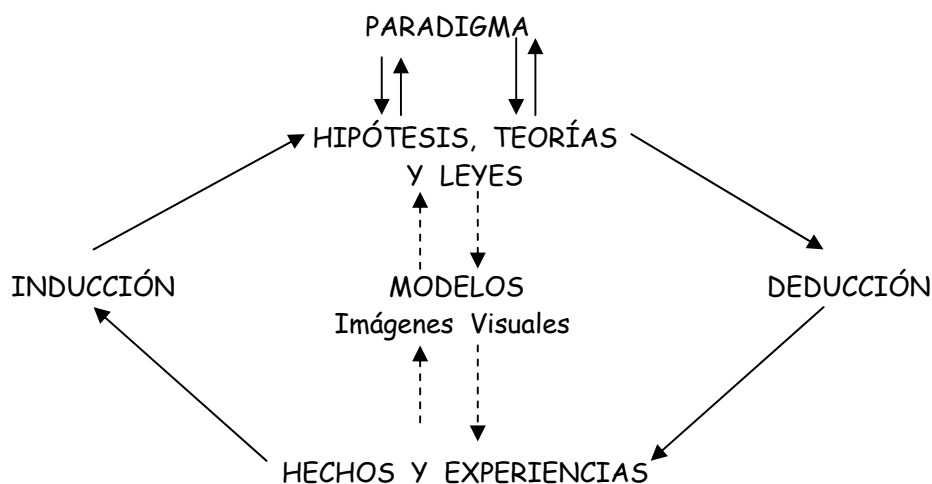 PARADIGMA
HIPÓTESIS, TEORÍAS
Y LEYES
INDUCCIÓN
MODELOS
DEDUCCIÓN
Imágenes Visuales
HECHOS Y EXPERIENCIAS